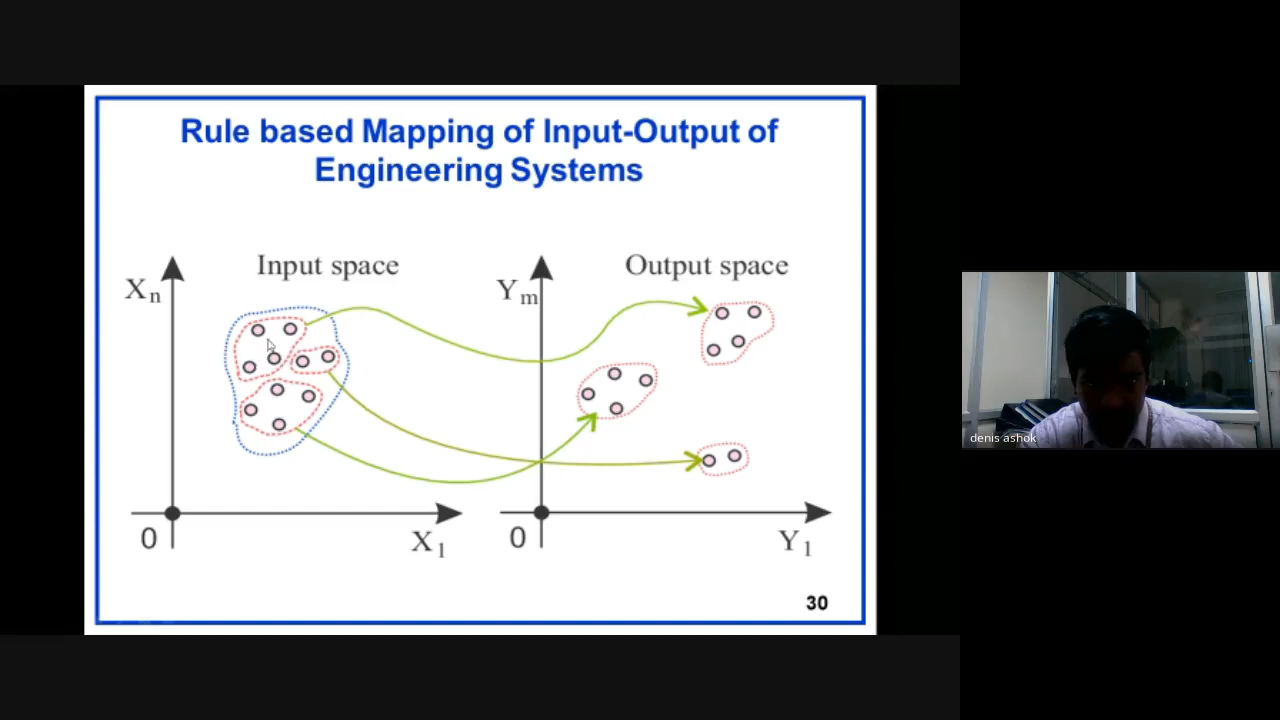 Rule based Mapping of Input-Output of
Engineering Systems
Input space
Output space
Xn
Ym
0
X1
0
Y1
30
denis ashok